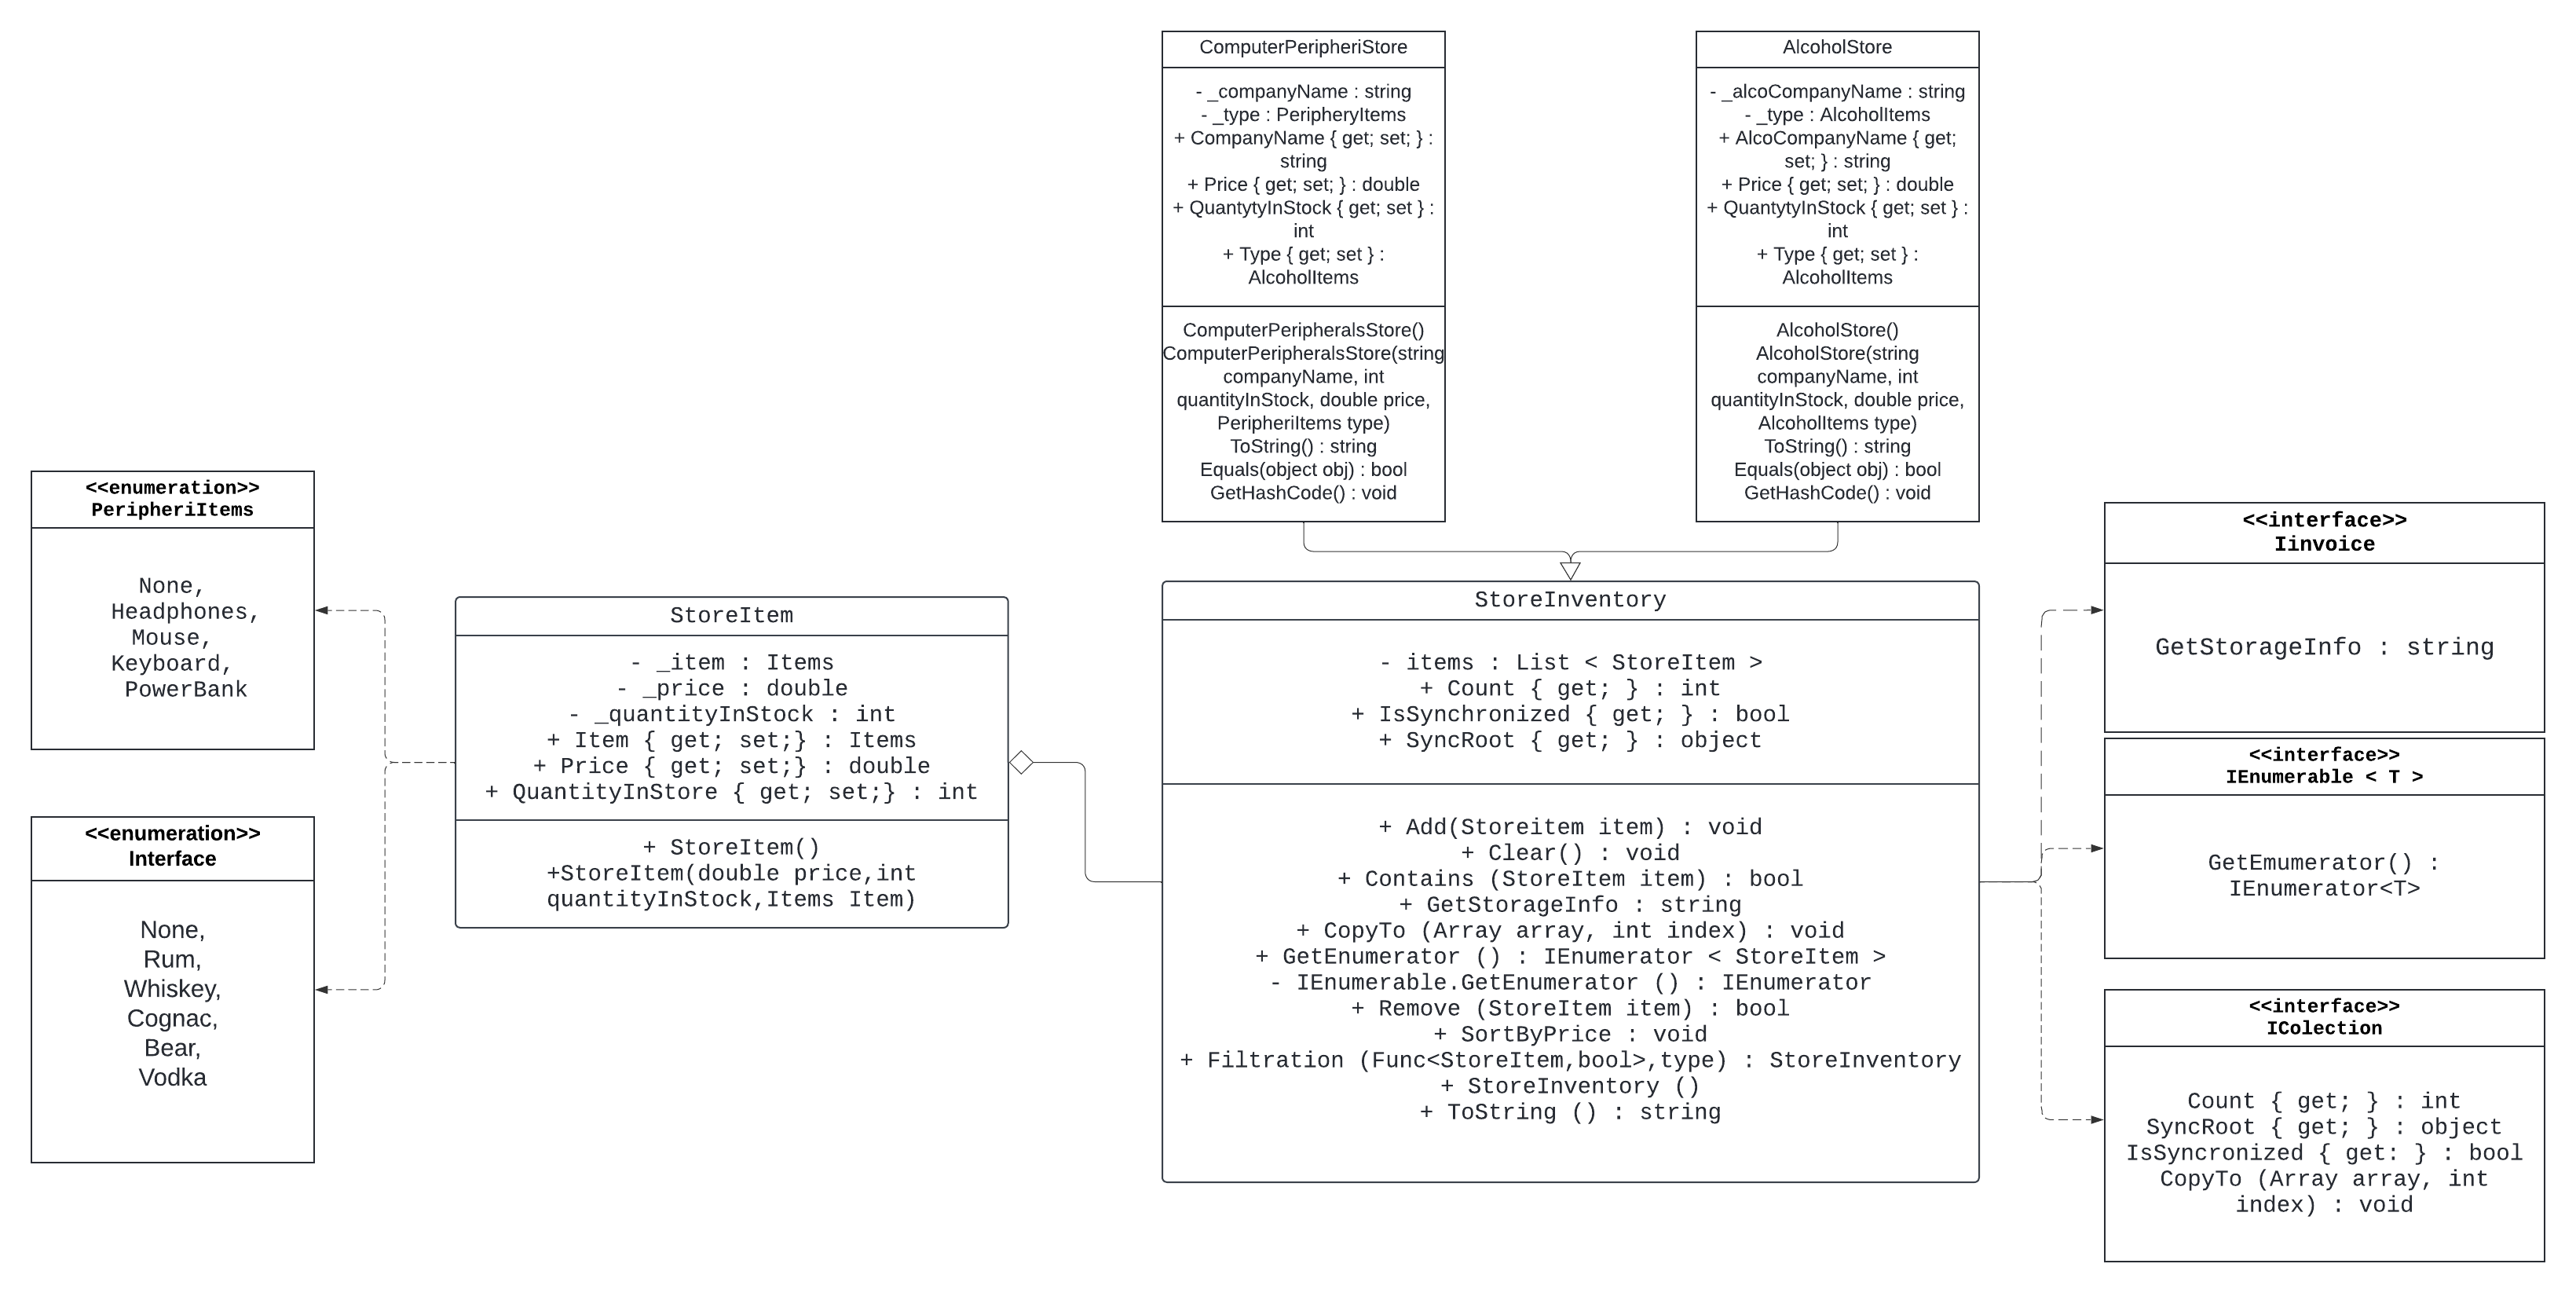 ComputerPeripheriStore
- _companyName : string
- _type : PeripheryItems
+ CompanyName { get; set; } :
string
+ Price { get; set; } : double
+ QuantytyInStock { get; set } :
int
+ Type { get; set } :
AlcoholItems
ComputerPeripheralsStore()
ComputerPeripheralsStore(string
companyName, int
quantityInStock, double price,
PeripheriItems type)
ToString() : string
Equals(object obj) : bool
GetHashCode() : void
AlcoholStore
- _alcoCompanyName : string
- _type : AlcoholItems
+ AlcoCompanyName { get;
set; } : string
+ Price { get; set; } : double
+ QuantytyInStock { get; set } :
int
+ Type { get; set } :
AlcoholItems
AlcoholStore()
AlcoholStore(string
companyName, int
quantityInStock, double price,
AlcoholItems type)
ToString() : string
Equals(object obj) : bool
GetHashCode() : void
<<enumeration>>
PeripheriItems
None,
Headphones,
Mouse,
Keyboard,
PowerBank
<<enumeration>>
Interface
None,
Rum,
Whiskey,
Cognac,
Bear,
Vodka
StoreItem
- _item : Items
- _price : double
- _quantityInStock : int
+ Item { get; set;} : Items
+ Price { get; set;} : double
+ QuantityInStore { get; set;} : int
+ StoreItem()
+StoreItem(double price,int
quantityInStock,Items Item)
StoreInventory
- items : List < StoreItem >
+ Count { get; } : int
+ IsSynchronized { get; } : bool
+ SyncRoot { get; } : object
+ Add(Storeitem item) : void
+ Clear() : void
+ Contains (StoreItem item) : bool
+ GetStorageInfo : string
+ CopyTo (Array array, int index) : void
+ GetEnumerator () : IEnumerator < StoreItem >
- IEnumerable.GetEnumerator () : IEnumerator
+ Remove (StoreItem item) : bool
+ SortByPrice : void
+ Filtration (Func<StoreItem,bool>,type) : StoreInventory
+ StoreInventory ()
+ ToString () : string
<<interface>>
Iinvoice
GetStorageInfo : string
<<interface>>
IEnumerable < T >
GetEmumerator() :
IEnumerator<T>
<<interface>>
IColection
Count { get; } : int
SyncRoot { get; } : object
IsSyncronized { get: } : bool
CopyTo (Array array, int
index) : void